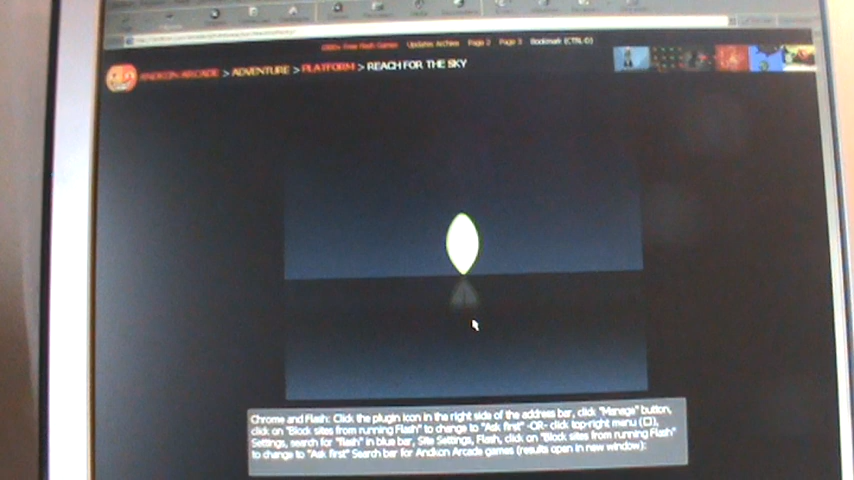 1000+ Free Flash Games Updates Archive Page 2 Page 3 Bookmark (CTRL-D)
ANDKON ARCADE > ADVENTURE > PLATFORM > REACH FOR THE SKY
Chrome and Flash: Click the plugin icon in the right side of the address bar, click "Manage" button,
click on "Block sites from running Flash" to change to "Ask first" -OR- click top-right menu (□),
Settings, search for "flash" in blue bar, Site Settings, Flash, click on "Block sites from running Flash"
to change to "Ask first" Search bar for Andkon Arcade games (results open in new window):